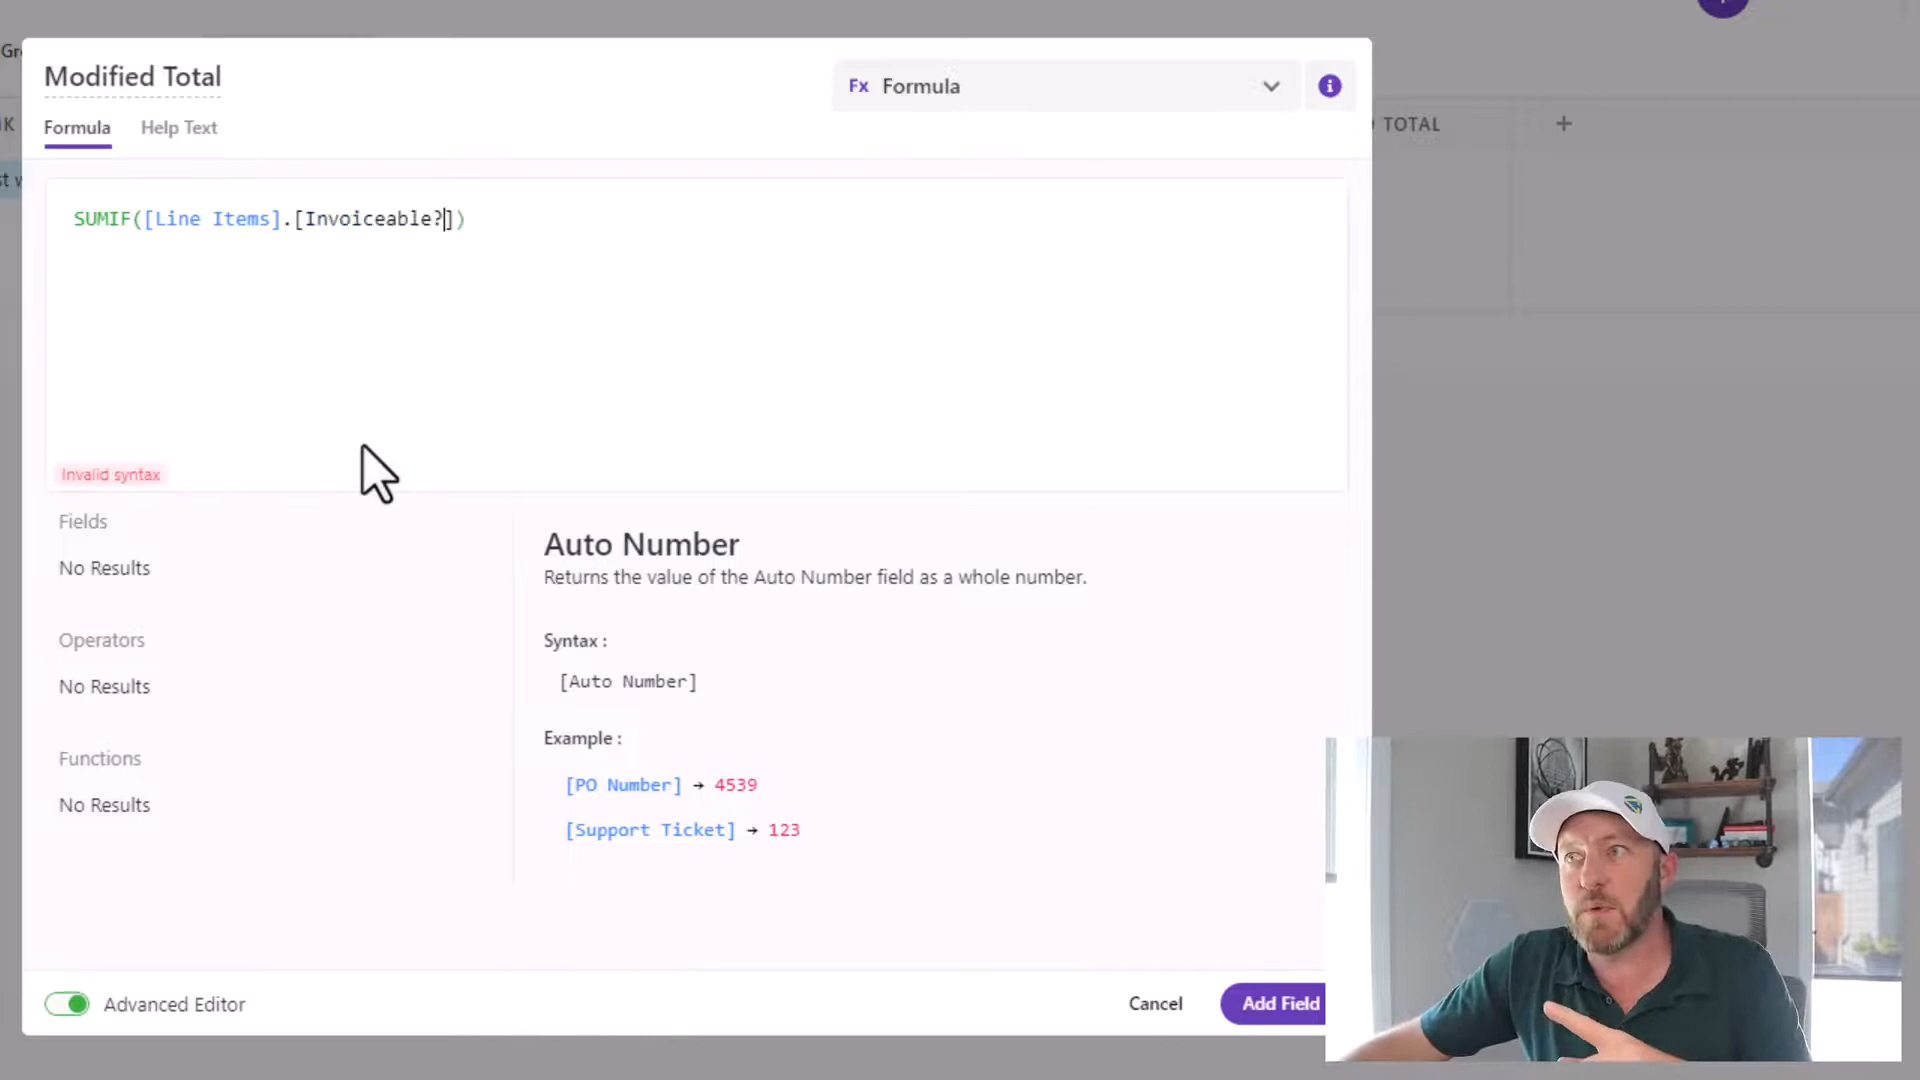 Gr
Modified Total
Fx Formula
Formula
Help Text
TOTAL
+
SUMIF([Line Items].[Invoiceable?])
Invalid syntax
Fields
No Results
Operators
No Results
Functions
No Results
Auto Number
Returns the value of the Auto Number field as a whole number.
Syntax :
[Auto Number]
Example :
[PO Number] → 4539
[Support Ticket] → 123
Advanced Editor
Cancel
Add Field